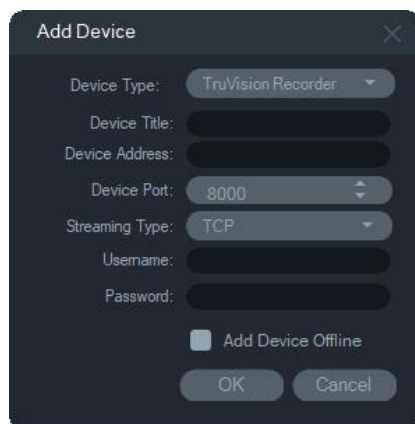 Add Device
Device Type: TruVision Recorder
Device Title:
Device Address:
Device Port: 8000
Streaming Type: TCP
Username:
Password:
Add Device Offline
OK Cancel